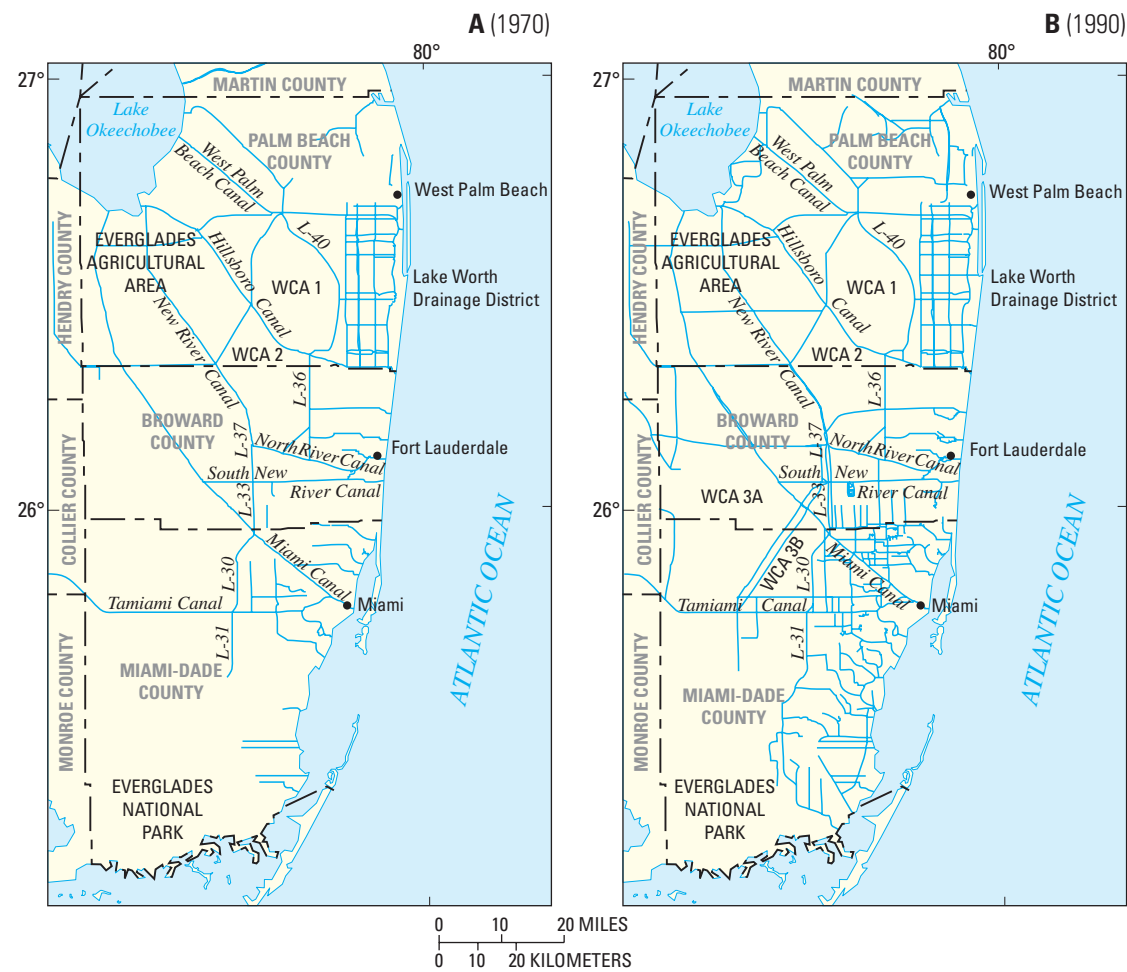 A (1970)
80°
27°
MARTIN COUNTY
Lake
Okeechobee
PALM BEACH
COUNTY
West Palm
Beach Canal
West Palm Beach
HENDRY COUNTY
EVERGLADES
AGRICULTURAL
AREA
Hillsboro
Canal
L-40
WCA 1
Lake Worth
Drainage District
New River
Canal
WCA 2
L-36
BROWARD
COUNTY
L-37
North River Canal
Fort Lauderdale
South New
River Canal
L-33
26°
COLLIER COUNTY
Miami Canal
L-30
Tamiami Canal
Miami
L-31
MIAMI-DADE
COUNTY
MONROE COUNTY
ATLANTIC OCEAN
EVERGLADES
NATIONAL
PARK
B (1990)
80°
27°
MARTIN COUNTY
Lake
Okeechobee
PALM BEACH
COUNTY
West Palm
Beach Canal
West Palm Beach
HENDRY COUNTY
EVERGLADES
AGRICULTURAL
AREA
Hillsboro
Canal
L-40
WCA 1
Lake Worth
Drainage District
New River
Canal
WCA 2
L-36
BROWARD
COUNTY
L-37
North River Canal
Fort Lauderdale
South New
River Canal
L-33
WCA 3A
26°
COLLIER COUNTY
WCA 3B
Miami Canal
L-30
Tamiami Canal
Miami
L-31
MIAMI-DADE
COUNTY
MONROE COUNTY
ATLANTIC OCEAN
EVERGLADES
NATIONAL
PARK
0 10 20 MILES
0 10 20 KILOMETERS